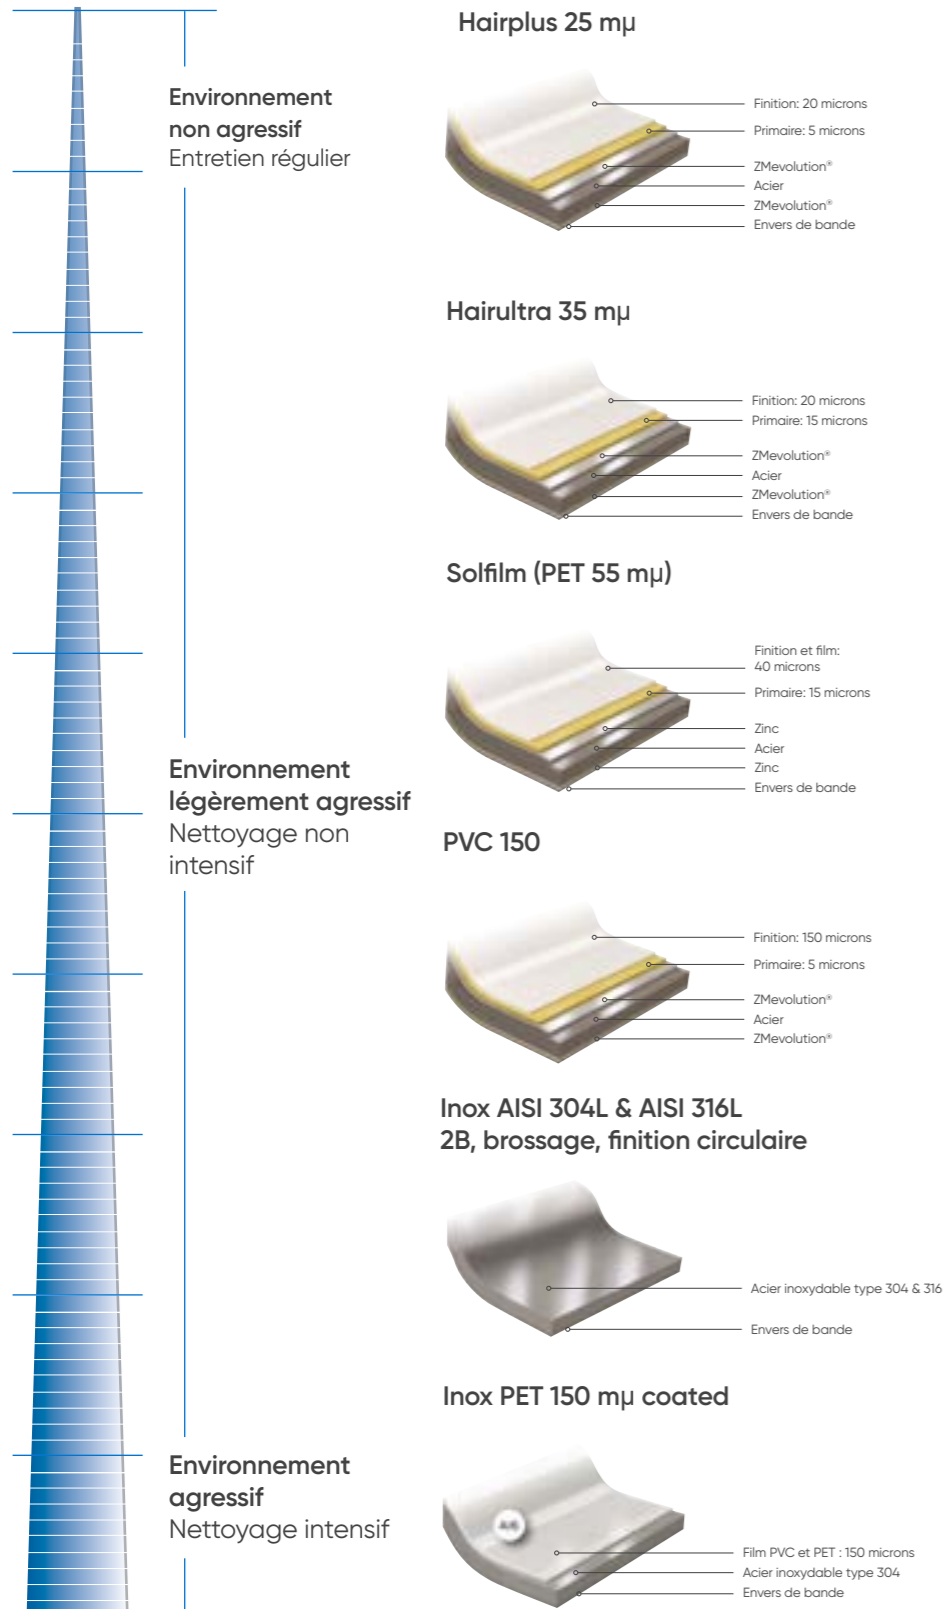 Hairplus 25 mµ
Environnement
non agressif
Entretien régulier
Finition: 20 microns
Primaire: 5 microns
ZMevolution®
Acier
ZMevolution®
Envers de bande
Hairultra 35 mµ
Finition: 20 microns
Primaire: 15 microns
ZMevolution®
Acier
ZMevolution®
Envers de bande
Solfilm (PET 55 mµ)
Finition et film:
40 microns
Primaire: 15 microns
Zinc
Acier
Zinc
Envers de bande
Environnement
légèrement agressif
Nettoyage non
intensif
PVC 150
Finition: 150 microns
Primaire: 5 microns
ZMevolution®
Acier
ZMevolution®
Inox AISI 304L & AISI 316L
2B, brossage, finition circulaire
Acier inoxydable type 304 & 316
Envers de bande
Inox PET 150 mµ coated
Environnement
agressif
Nettoyage intensif
Film PVC et PET : 150 microns
Acier inoxydable type 304
Envers de bande